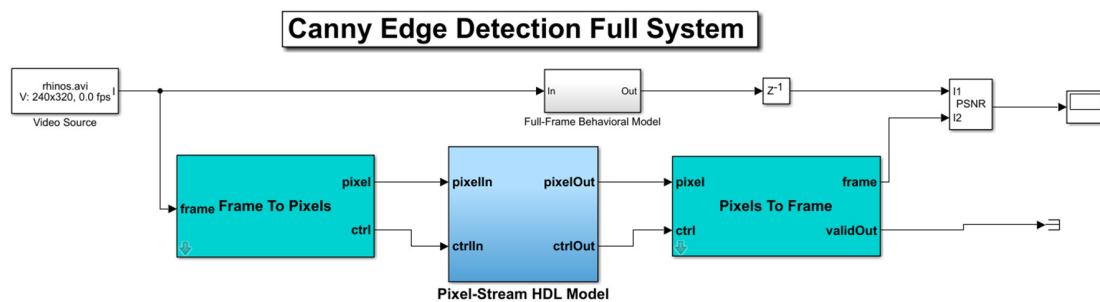 Canny Edge Detection Full System
rhinos.avi
V: 240x320, 0.0 fps
I
Video Source
In
Out
Full-Frame Behavioral Model
Z-1
I1
PSNR
I2
frame
Frame To Pixels
pixel
ctrl
pixelIn
pixelOut
ctrlIn
ctrlOut
Pixel-Stream HDL Model
pixel
frame
Pixels To Frame
ctrl
validOut